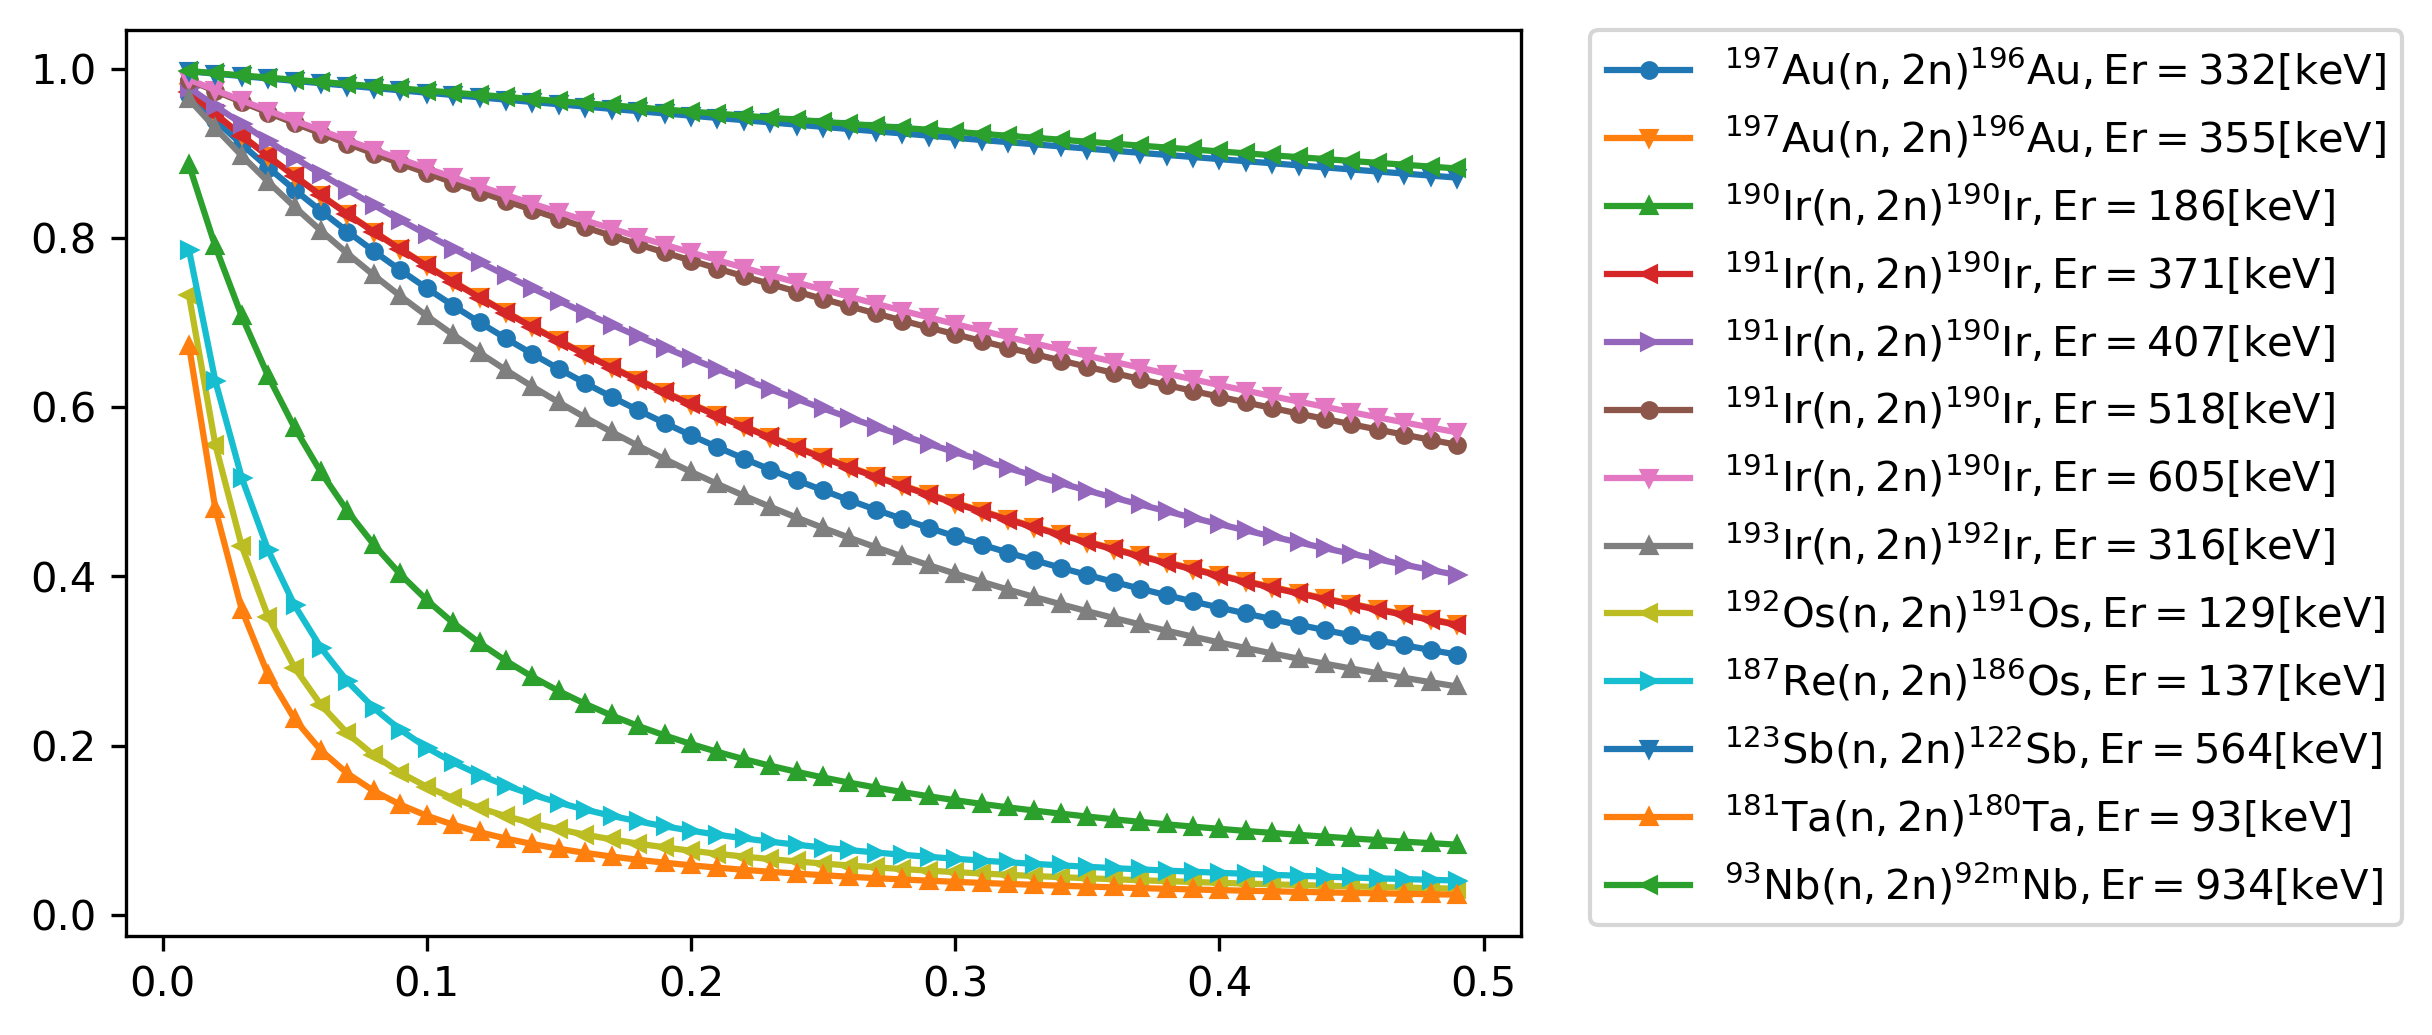 1.0
0.8
0.6
0.4
0.2
0.0
0.0 0.1 0.2 0.3 0.4 0.5
¹⁹⁷Au(n, 2n)¹⁹⁶Au, Er = 332[keV]
¹⁹⁷Au(n, 2n)¹⁹⁶Au, Er = 355[keV]
¹⁹⁰Ir(n, 2n)¹⁹⁰Ir, Er = 186[keV]
¹⁹¹Ir(n, 2n)¹⁹⁰Ir, Er = 371[keV]
¹⁹¹Ir(n, 2n)¹⁹⁰Ir, Er = 407[keV]
¹⁹¹Ir(n, 2n)¹⁹⁰Ir, Er = 518[keV]
¹⁹¹Ir(n, 2n)¹⁹⁰Ir, Er = 605[keV]
¹⁹³Ir(n, 2n)¹⁹²Ir, Er = 316[keV]
¹⁹²Os(n, 2n)¹⁹¹Os, Er = 129[keV]
¹⁸⁷Re(n, 2n)¹⁸⁶Os, Er = 137[keV]
¹²³Sb(n, 2n)¹²²Sb, Er = 564[keV]
¹⁸¹Ta(n, 2n)¹⁸⁰Ta, Er = 93[keV]
⁹³Nb(n, 2n)⁹²ᵐNb, Er = 934[keV]